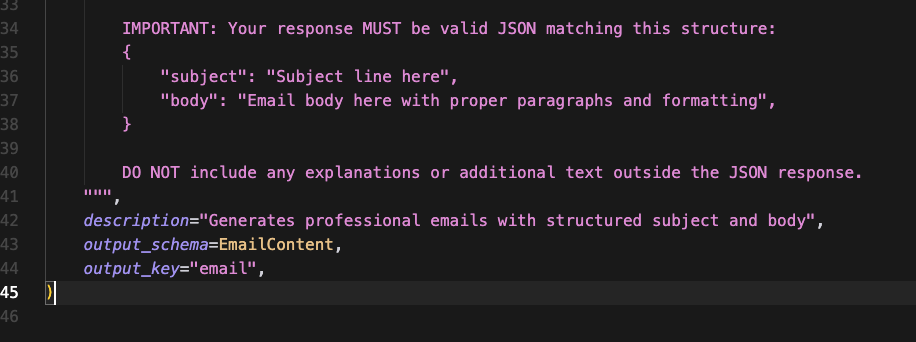 33
34 IMPORTANT: Your response MUST be valid JSON matching this structure:
35 {
36 "subject": "Subject line here",
37 "body": "Email body here with proper paragraphs and formatting",
38 }
39
40 DO NOT include any explanations or additional text outside the JSON response.
41 """,
42 description="Generates professional emails with structured subject and body",
43 output_schema=EmailContent,
44 output_key="email",
45 )
46